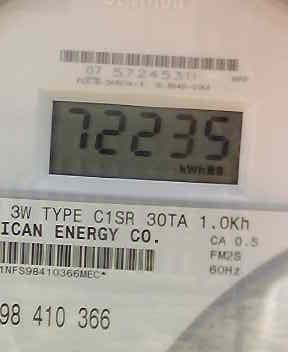 07 57245311
72235
kWhRS
3W TYPE C1SR 30TA 1.0Kh
ICAN ENERGY CO.
CA 0.5
FM2S
60Hz
1NFS98410366MEC*
98 410 366